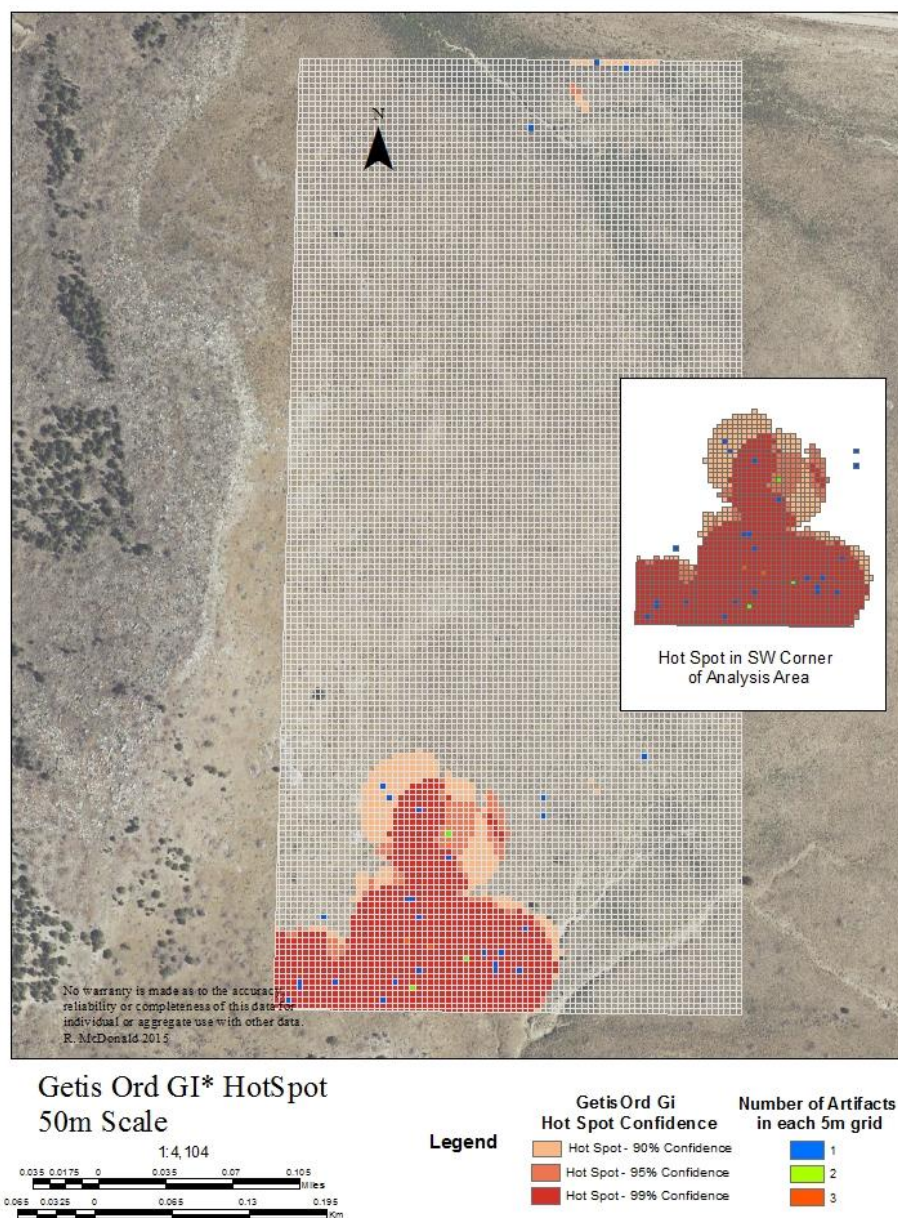 N
Hot Spot in SW Corner
of Analysis Area
No warranty is made as to the accuracy,
reliability or completeness of this data for
individual or aggregate use with other data.
R. McDonald 2015
Getis Ord GI* HotSpot
50m Scale
1:4,104
0.035 0.0175 0 0.035 0.07 0.105
Miles
0.065 0.0325 0 0.065 0.13 0.195
Km
Legend
Getis Ord Gi
Hot Spot Confidence
Hot Spot - 90% Confidence
Hot Spot - 95% Confidence
Hot Spot - 99% Confidence
Number of Artifacts
in each 5m grid
1
2
3